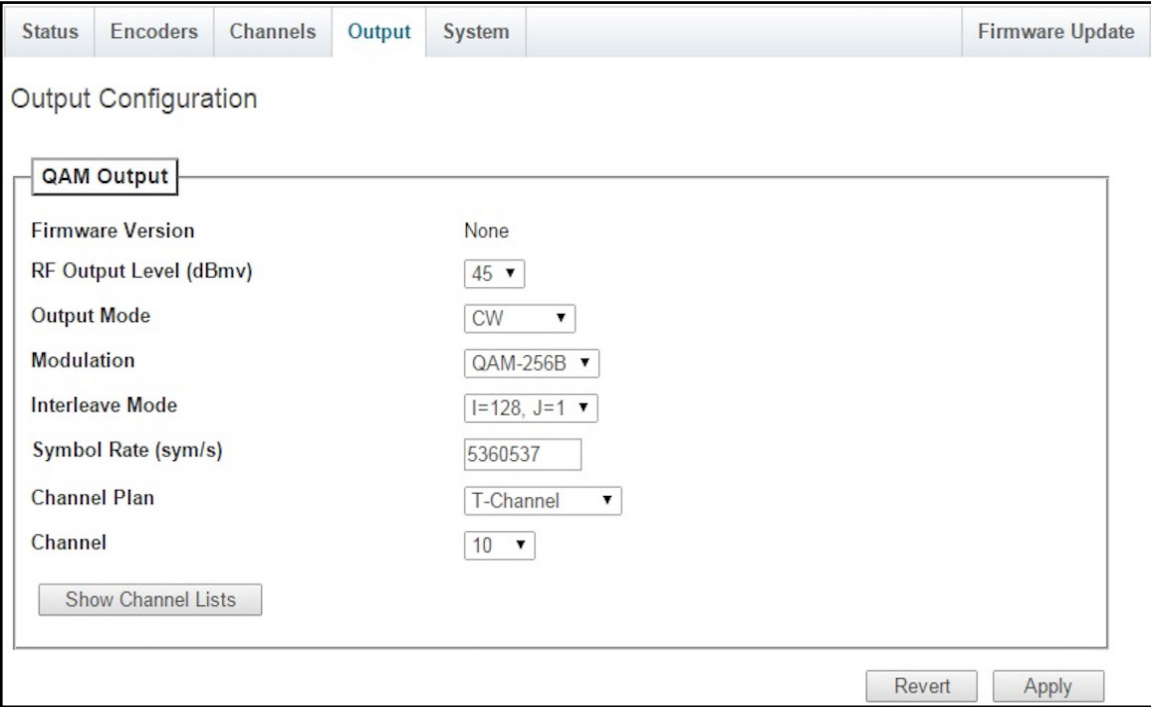 Status Encoders Channels Output System Firmware Update
Output Configuration
QAM Output
Firmware Version None
RF Output Level (dBmv) 45
Output Mode CW
Modulation QAM-256B
Interleave Mode I=128, J=1
Symbol Rate (sym/s) 5360537
Channel Plan T-Channel
Channel 10
Show Channel Lists
Revert Apply